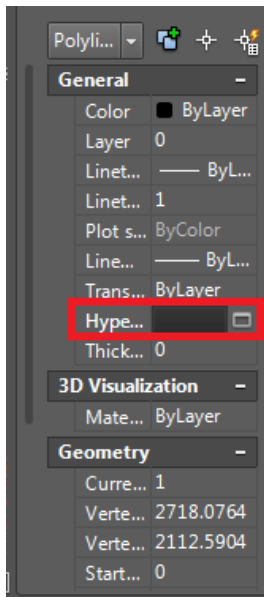 Polyli...
General
Color ByLayer
Layer 0
Linet... ByL...
Linet... 1
Plot s... ByColor
Line... ByL...
Trans... ByLayer
Hype...
Thick... 0
3D Visualization
Mate... ByLayer
Geometry
Curre... 1
Verte... 2718.0764
Verte... 2112.5904
Start... 0